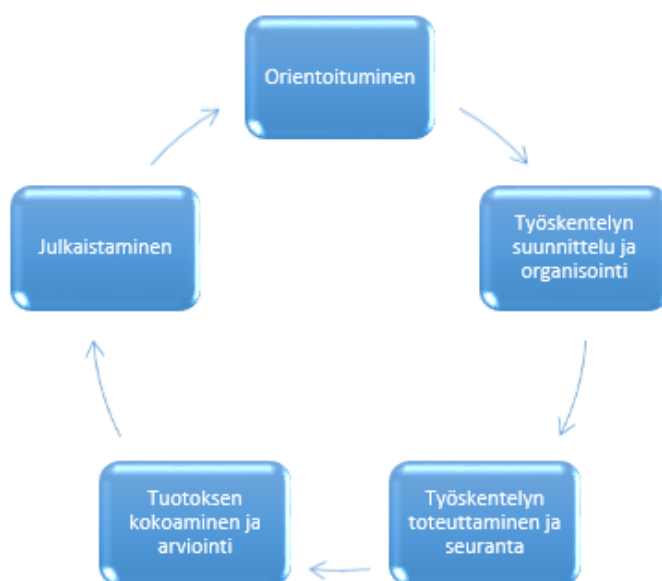 Orientoituminen
Työskentelyn
suunnittelu ja
organisointi
Työskentelyn
toteuttaminen ja
seuranta
Tuotoksen
kokoaminen ja
arviointi
Julkaistaminen